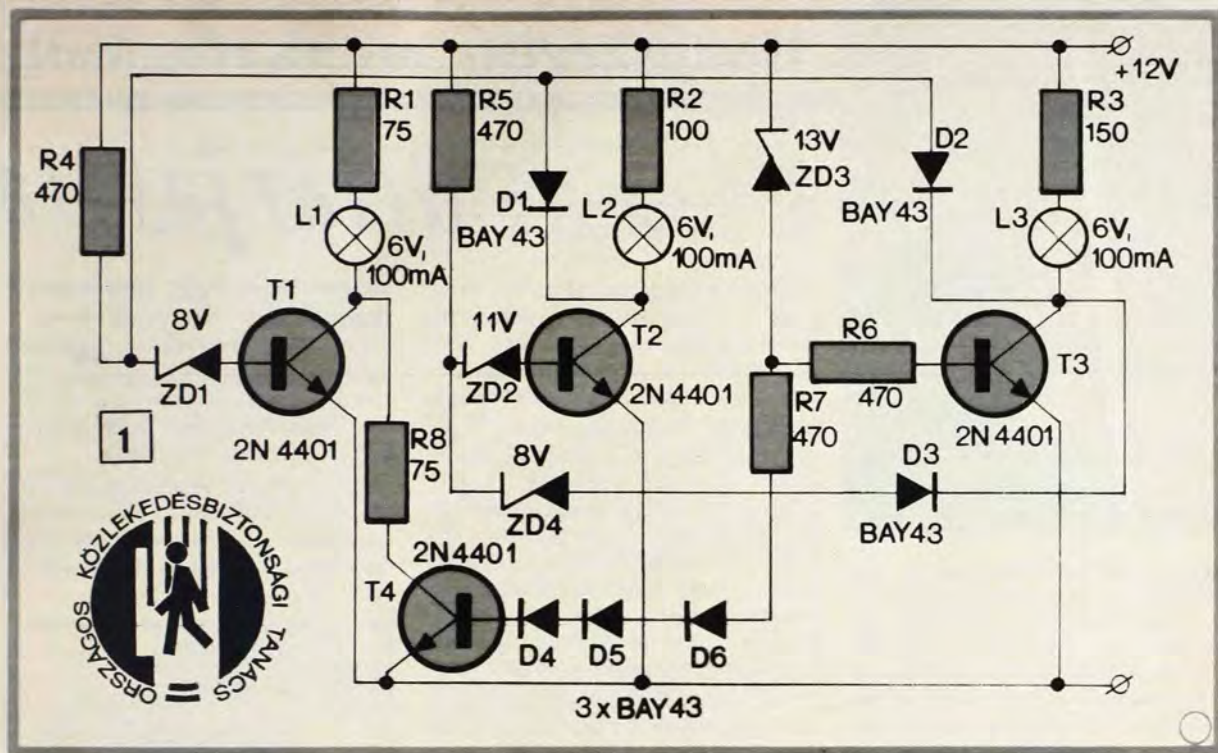 +12V
R1
75
R5
470
R2
100
R3
150
R4
470
13V
ZD3
D2
BAY 43
D1
BAY 43
L1
6V,
100mA
L2
6V,
100mA
L3
6V,
100mA
T1
8V
ZD1
2N 4401
11V
ZD2
T2
2N 4401
R6
470
T3
2N 4401
R7
470
1
R8
75
8V
ZD4
D3
BAY43
2N4401
T4
D4
D5
D6
3 x BAY43
ORSZÁGOS KÖZLEKEDÉSBIZTONSÁGI TANÁCS